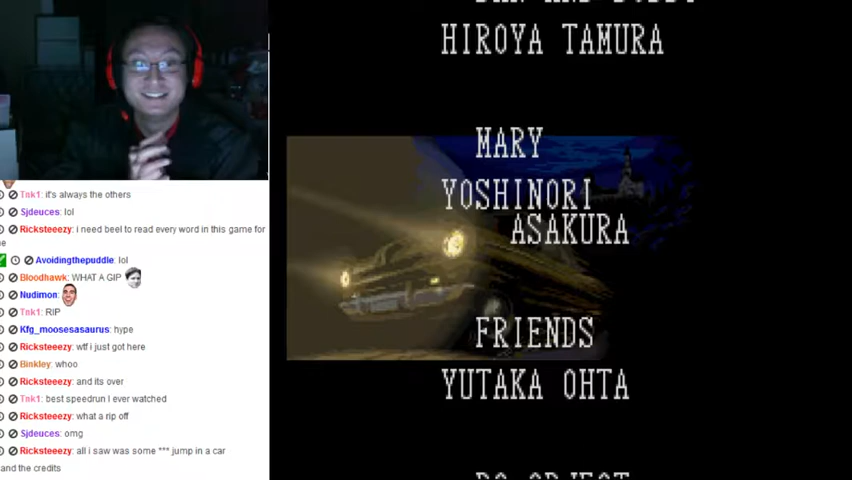 Tnk1: it's always the others
Sjdeuces: lol
Ricksteeezy: i need beel to read every word in this game for
me
Avoidingthepuddle: lol
Bloodhawk: WHAT A GIP
Nudimon:
Tnk1: RIP
Kfg_moosesasaurus: hype
Ricksteeezy: wtf i just got here
Binkley: whoo
Ricksteeezy: and its over
Tnk1: best speedrun I ever watched
Ricksteeezy: what a rip off
Sjdeuces: omg
Ricksteeezy: all i saw was some *** jump in a car
and the credits
HIROYA TAMURA
MARY
YOSHINORI
ASAKURA
FRIENDS
YUTAKA OHTA